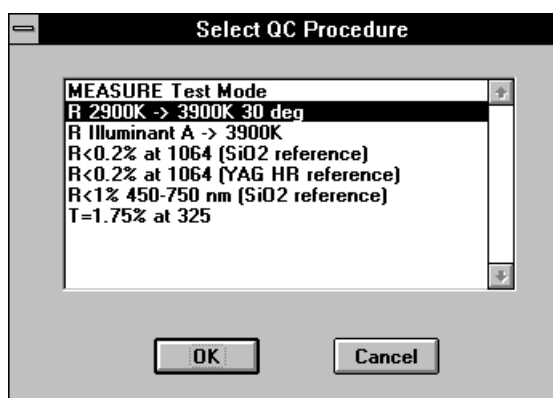 Select QC Procedure
MEASURE Test Mode
R 2900K -> 3900K 30 deg
R Illuminant A -> 3900K
R<0.2% at 1064 (SiO2 reference)
R<0.2% at 1064 (YAG HR reference)
R<1% 450-750 nm (SiO2 reference)
T=1.75% at 325
OK Cancel